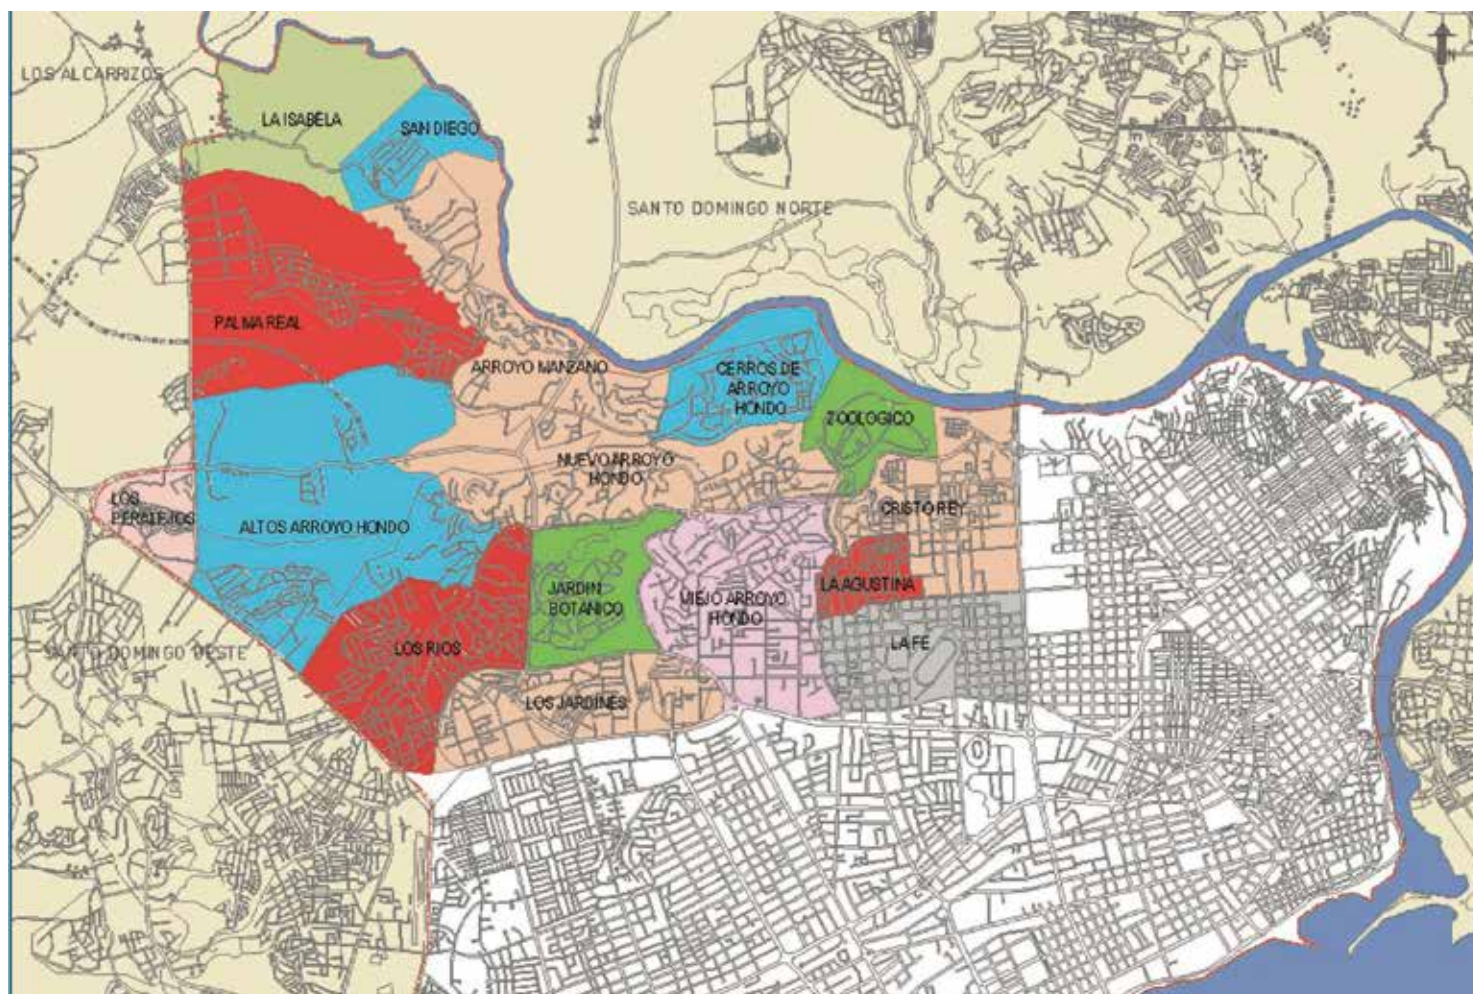 LOS ALCARRIZOS
LA ISABELA
SAN DIEGO
SANTO DOMINGO NORTE
PALMA REAL
ARROYO MANZANO
CERROS DE
ARROYO
HONDO
ZOOLOGICO
NUEVO ARROYO
HONDO
LOS
PERALEJOS
ALTOS ARROYO HONDO
CRISTO REY
JARDIN
BOTANICO
VIEJO ARROYO
HONDO
LA AGUSTINA
SANTO DOMINGO OESTE
LOS RIOS
LA FE
LOS JARDINES